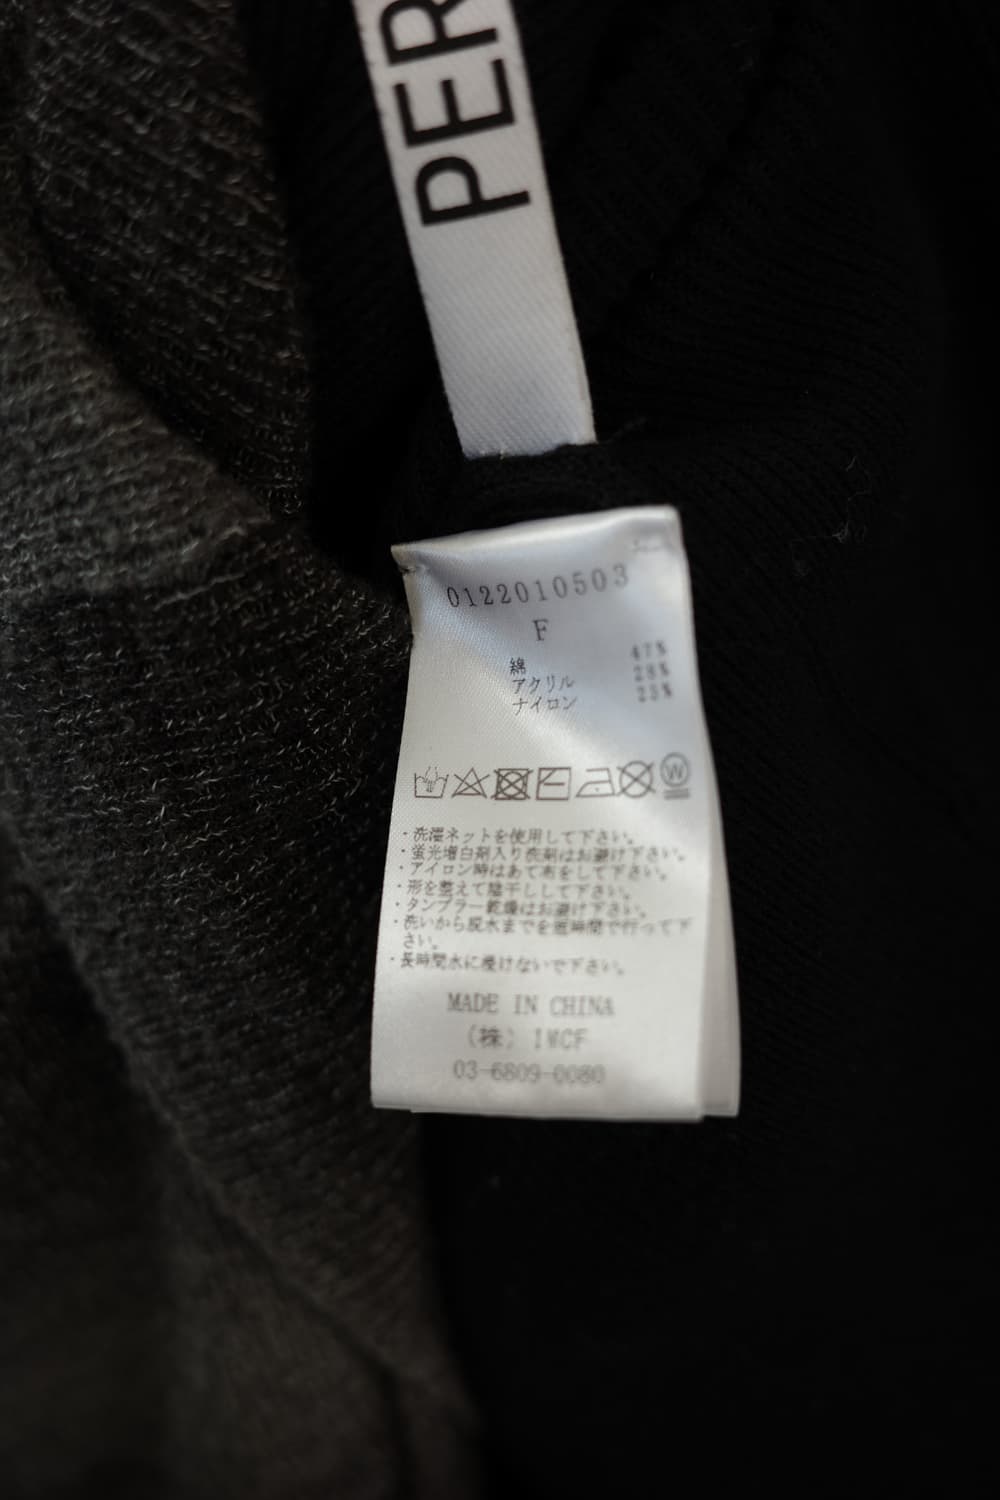 PER
0122010503
F
綿 47%
アクリル 28%
ナイロン 25%
W
・洗濯ネットを使用して下さい。
・蛍光増白剤入り洗剤はお避け下さい。
・アイロン時はあて布をして下さい。
・形を整えて陰干しして下さい。
・タンブラー乾燥はお避け下さい。
・洗いから脱水までを短時間で行って下
さい。
・長時間水に浸けないで下さい。
MADE IN CHINA
(株) IWCF
03-6809-0080